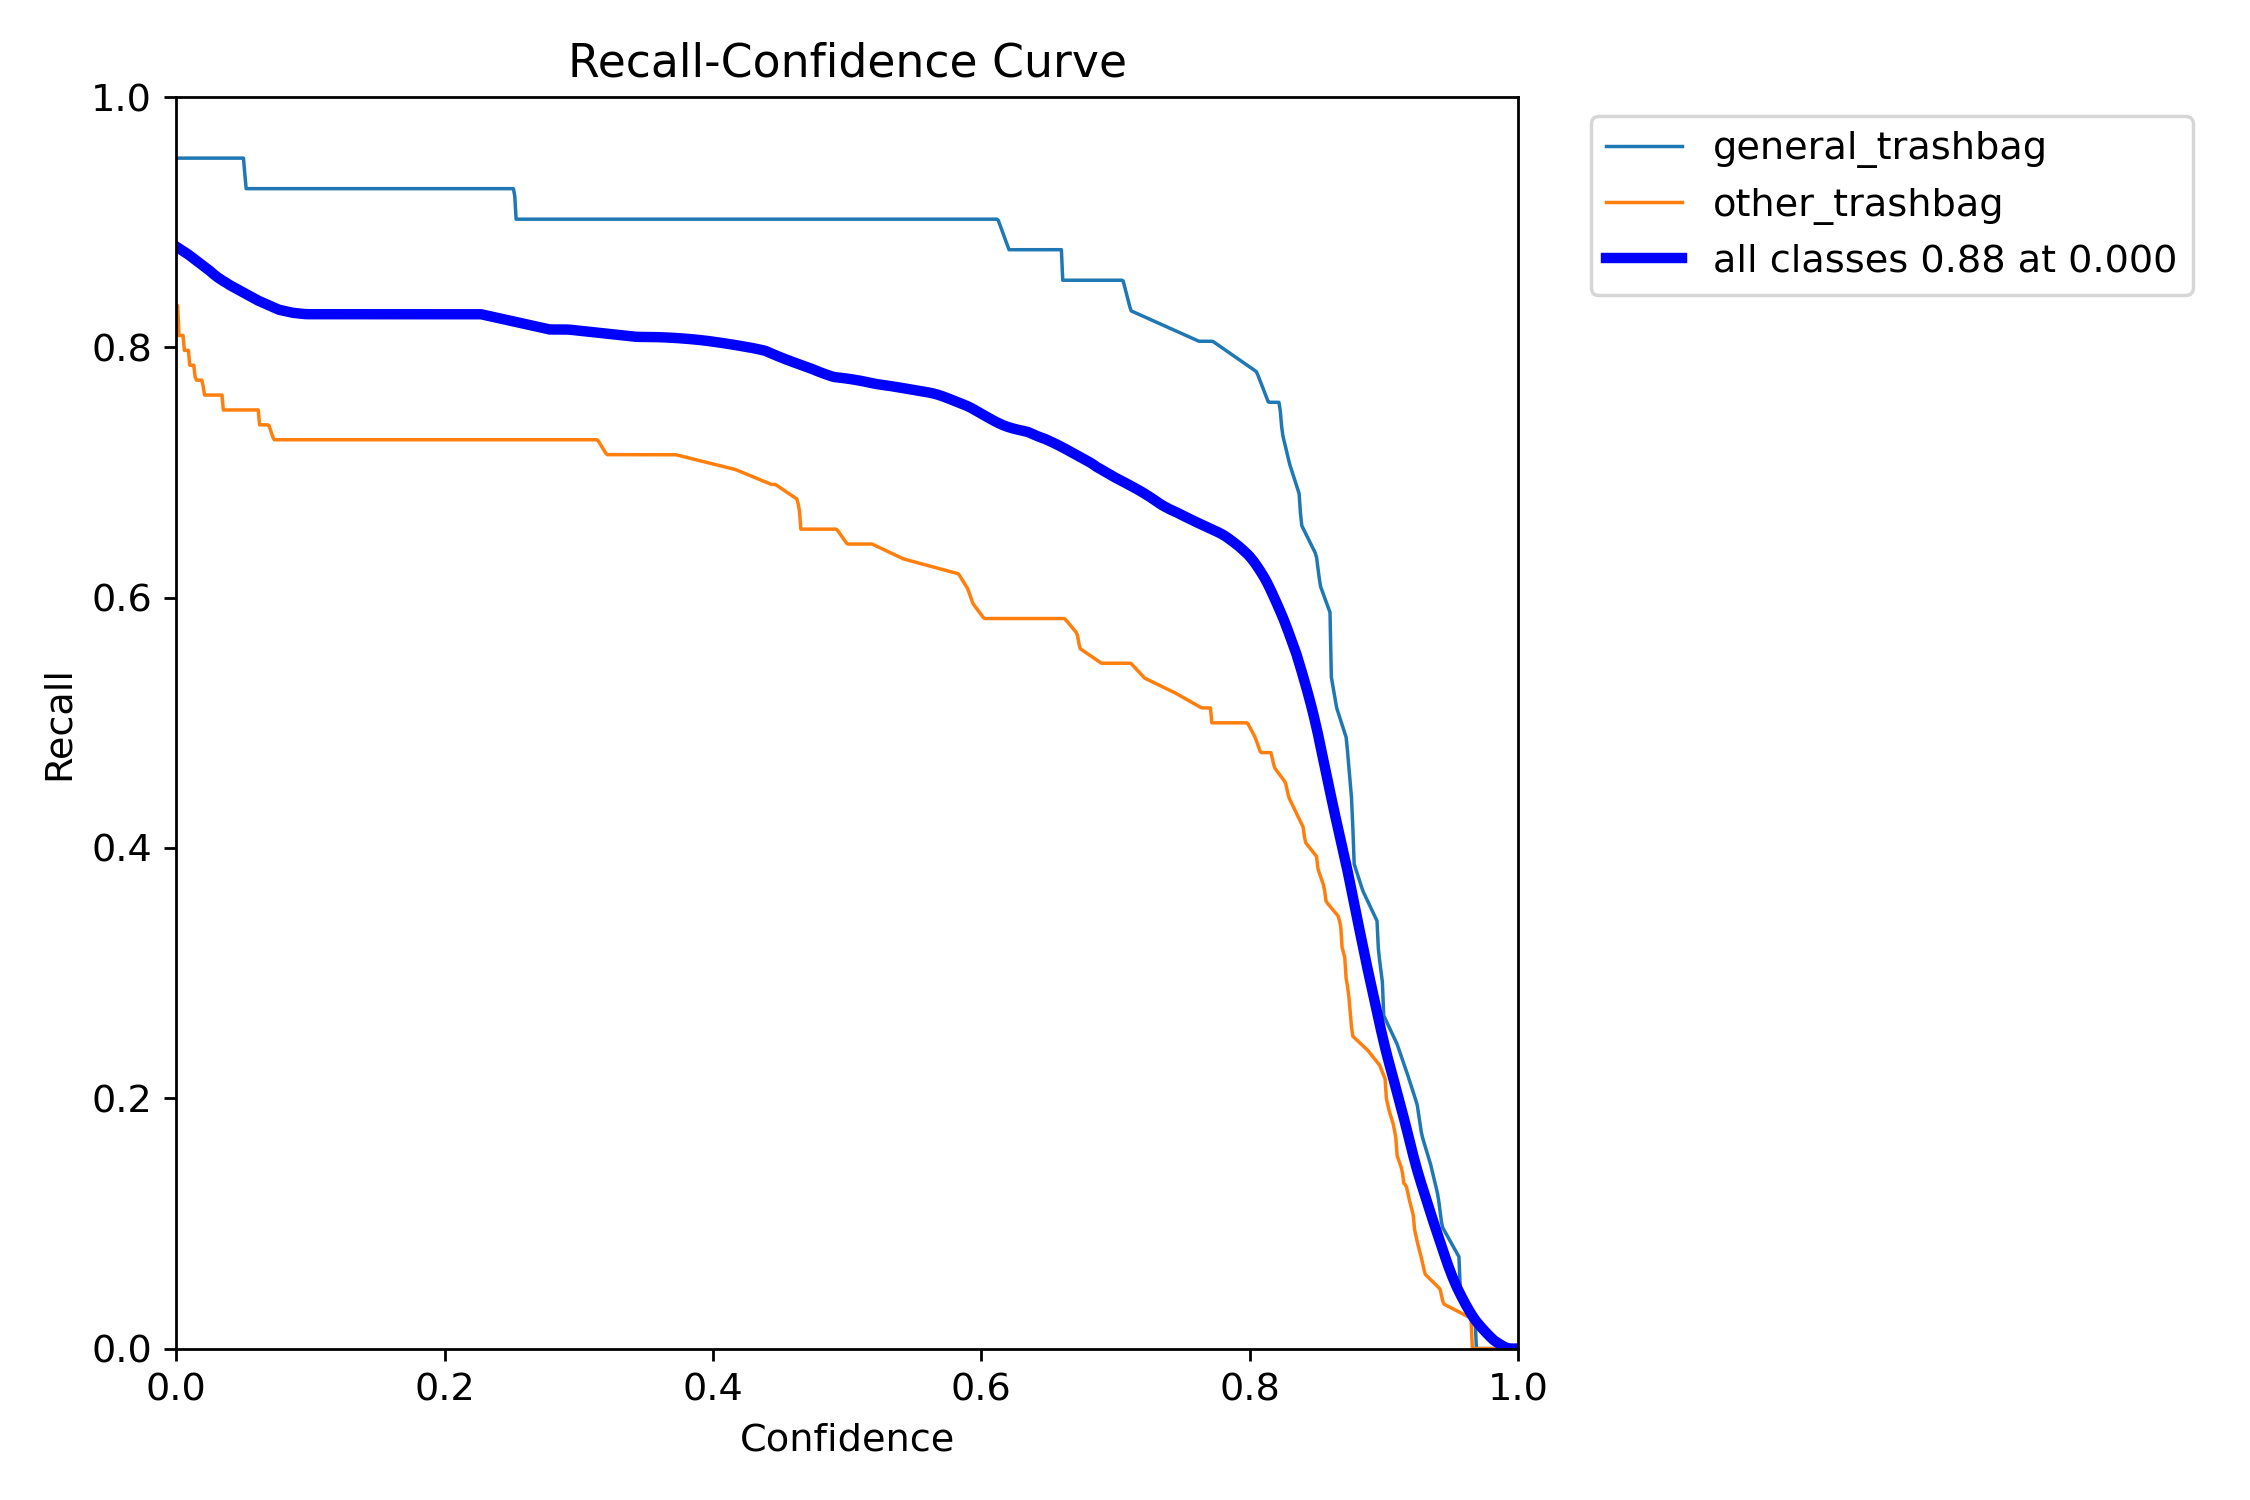 Recall-Confidence Curve
1.0
0.8
0.6
0.4
0.2
0.0
Recall
0.0 0.2 0.4 0.6 0.8 1.0
Confidence
general_trashbag
other_trashbag
all classes 0.88 at 0.000